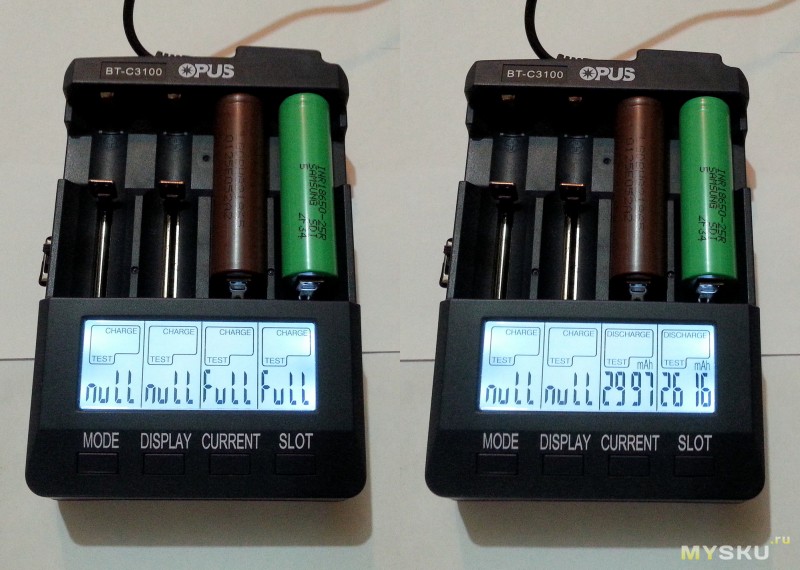 BT-C3100 OPUS
INR18650-25R
SAMSUNG SDI
CHARGE CHARGE CHARGE CHARGE
TEST TEST TEST TEST
null null Full Full
MODE DISPLAY CURRENT SLOT
BT-C3100 OPUS
INR18650-25R
SAMSUNG SDI
CHARGE CHARGE DISCHARGE DISCHARGE
TEST TEST TEST mAh TEST mAh
null null 2997 2616
MODE DISPLAY CURRENT SLOT
MYSKU.ru